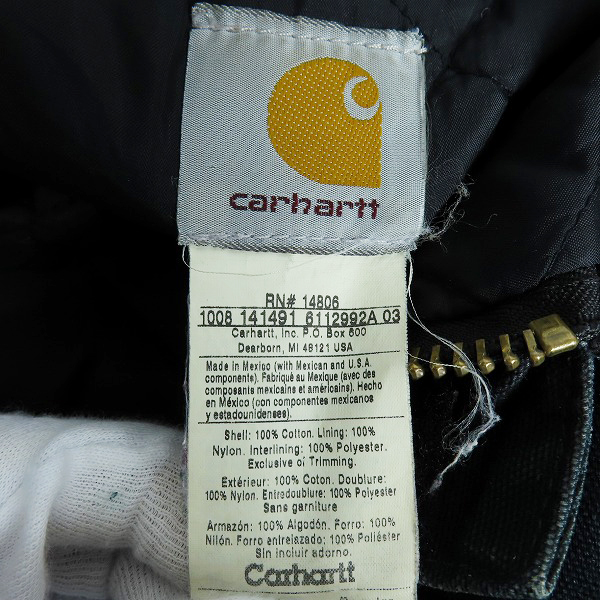 carhartt
RN# 14806
1008 141491 6112992A 03
Carhartt, Inc. P.O. Box 600
Dearborn, MI 48121 USA
Made in Mexico (with Mexican and U.S.A.
components). Fabriqué au Mexique (avec des
composants mexicains et américains). Hecho
en México (con componentes mexicanos
y estadounidenses).
Shell: 100% Cotton. Lining: 100%
Nylon. Interlining: 100% Polyester.
Exclusive of Trimming.
Extérieur: 100% Coton. Doublure:
100% Nylon. Entredoublure: 100% Polyester
Sans garniture
Armazón: 100% Algodón. Forro: 100%
Nilón. Forro entrelazado: 100% Poliéster
Sin incluir adorno.
Carhartt